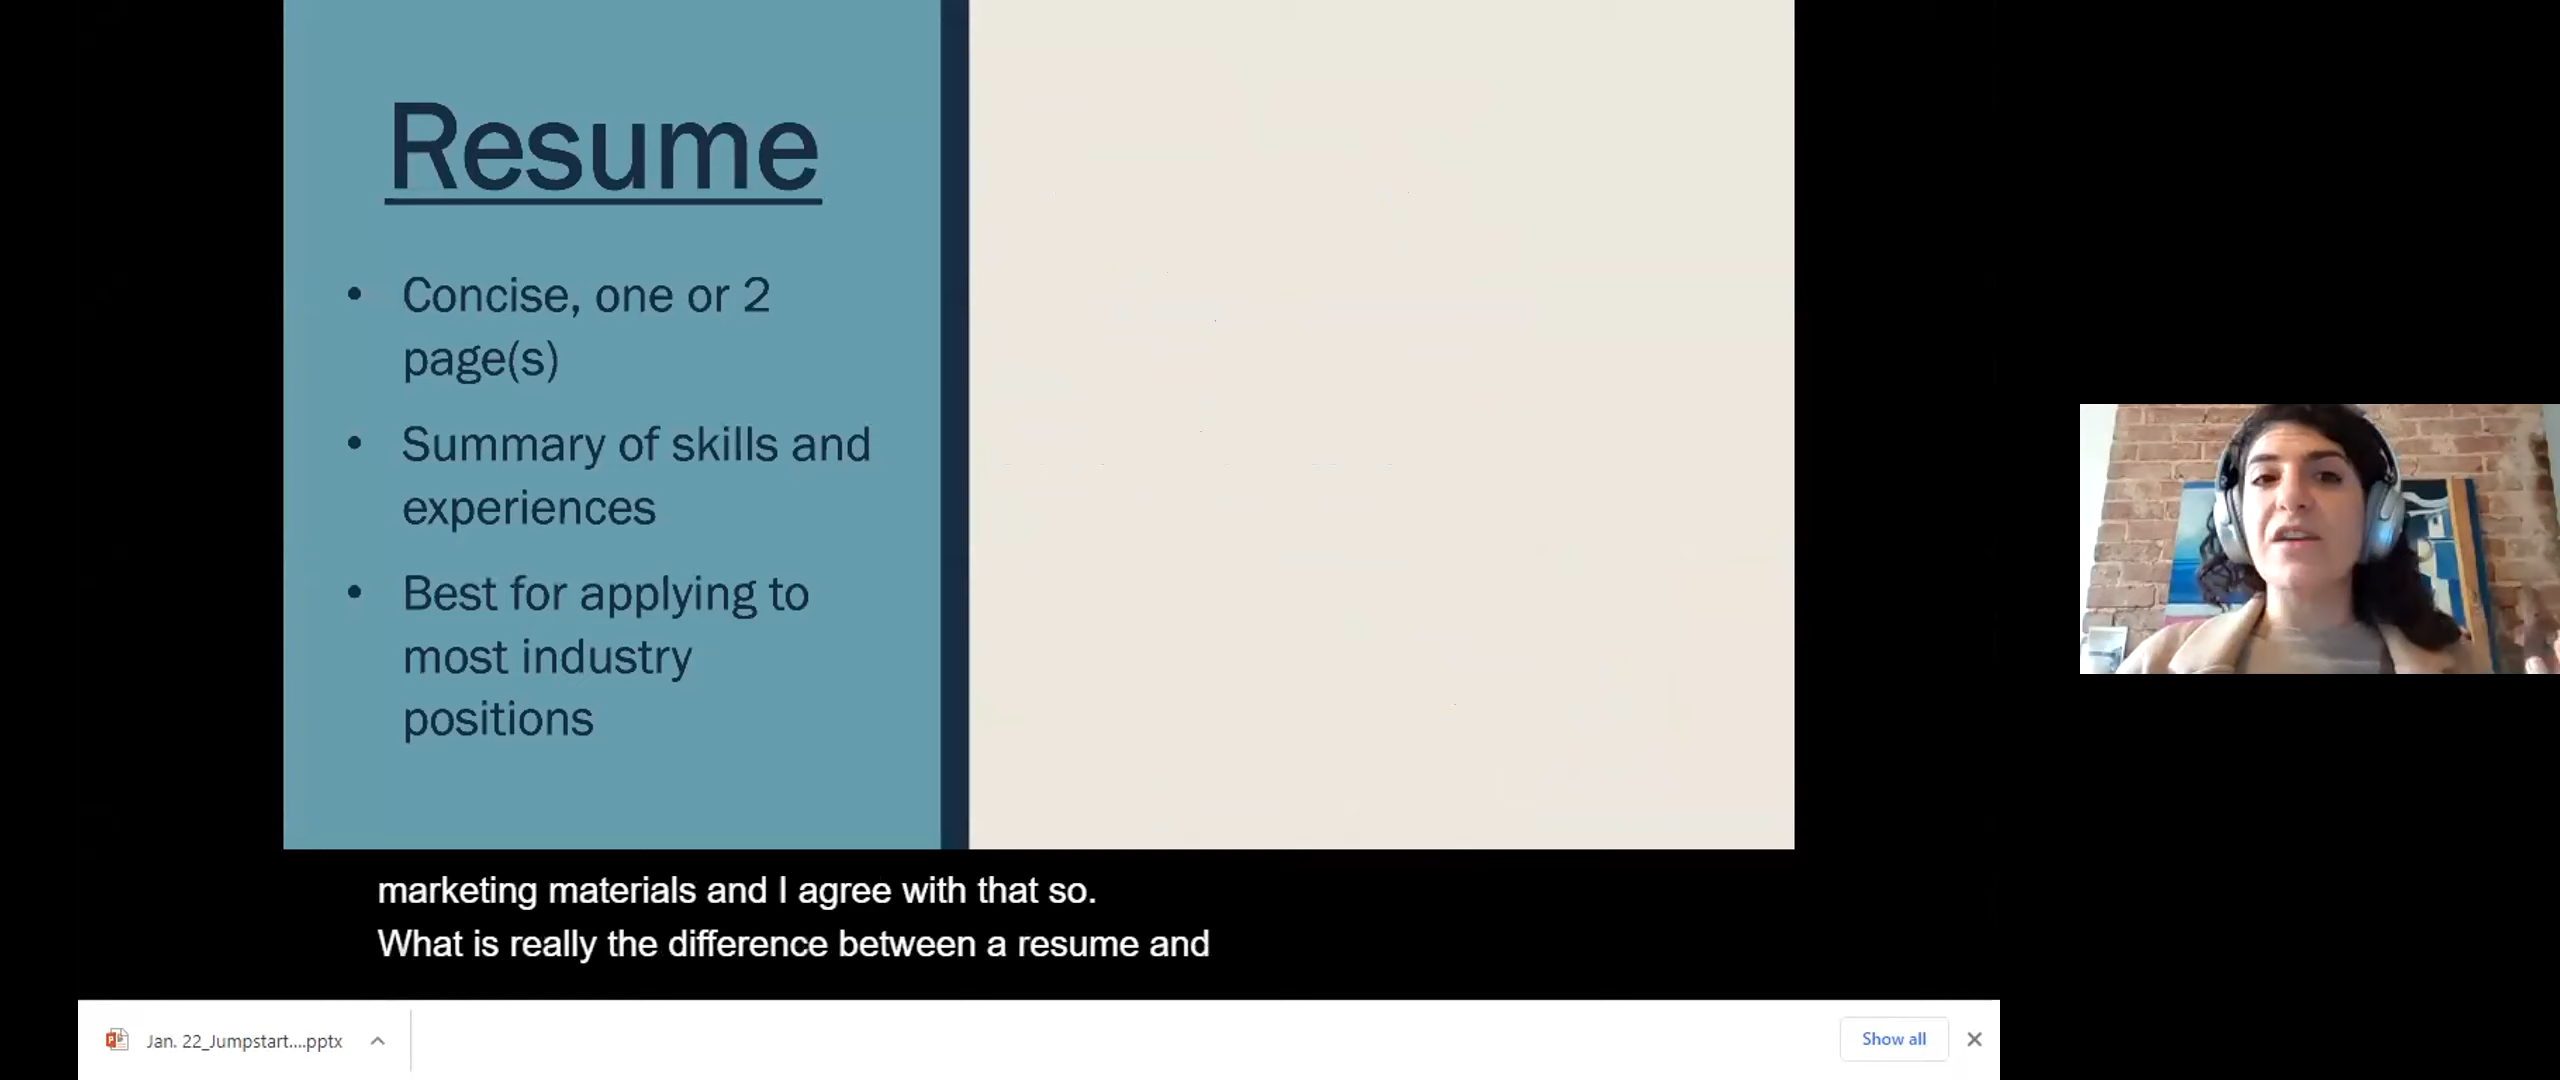 Resume
• Concise, one or 2
page(s)
• Summary of skills and
experiences
• Best for applying to
most industry
positions
marketing materials and I agree with that so.
What is really the difference between a resume and
Jan. 22_Jumpstart....pptx
Show all